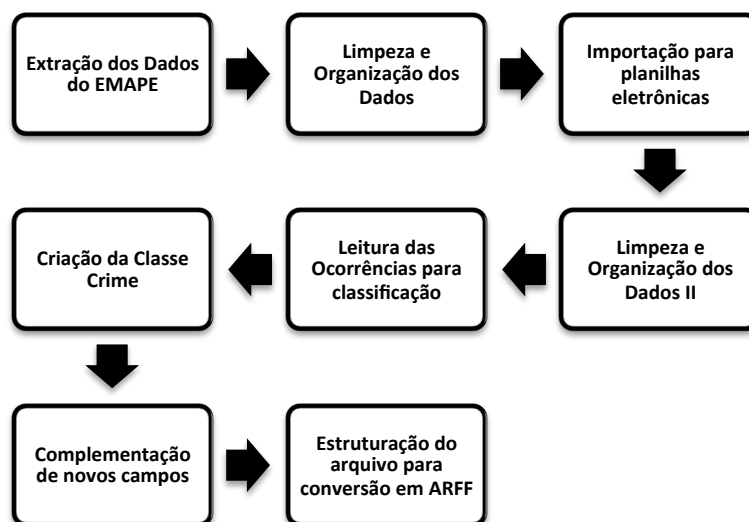 Extração dos Dados
do EMAPE
Limpeza e
Organização dos
Dados
Importação para
planilhas
eletrônicas
Limpeza e
Organização dos
Dados II
Leitura das
Ocorrências para
classificação
Criação da Classe
Crime
Complementação
de novos campos
Estruturação do
arquivo para
conversão em ARFF